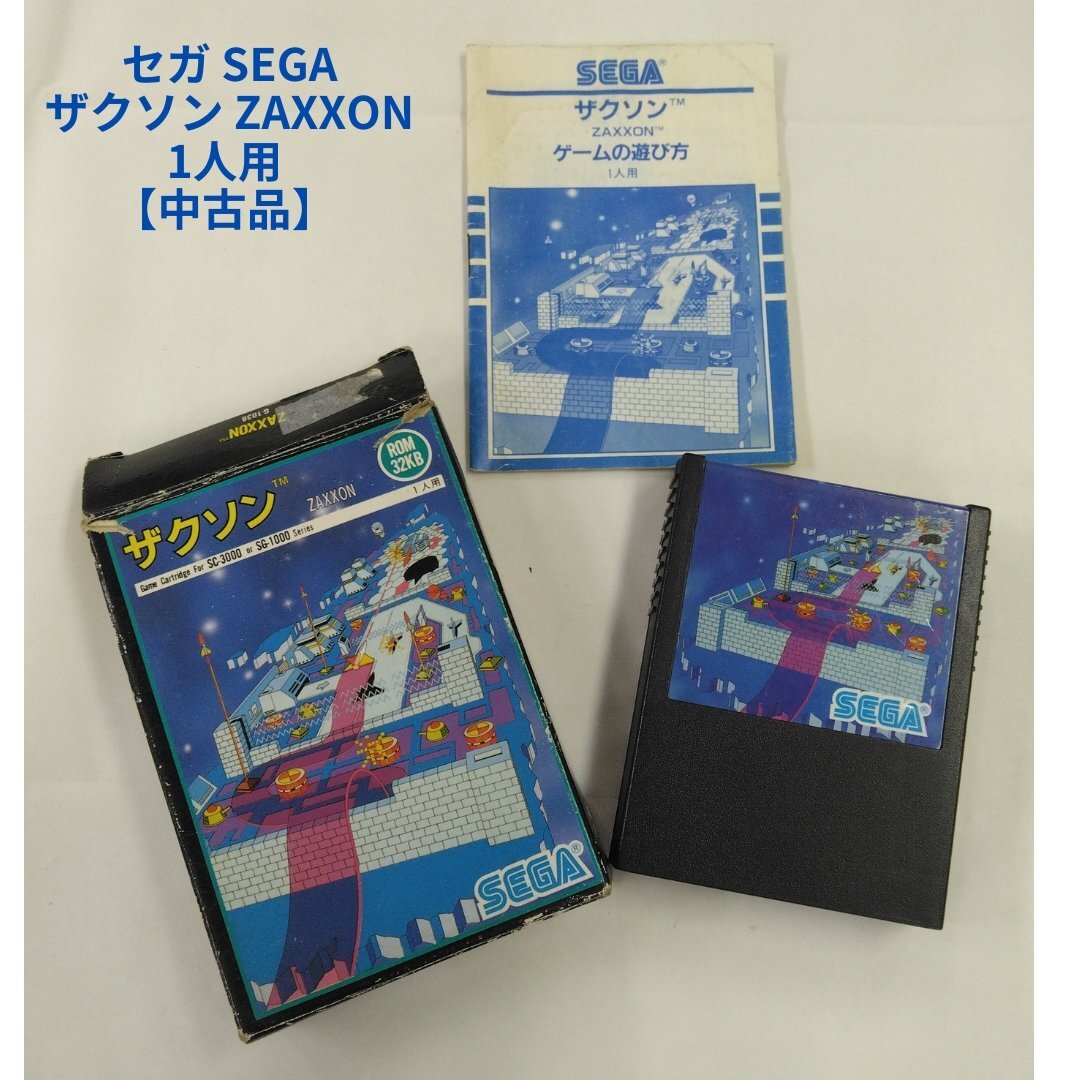 セガ SEGA
ザクソン ZAXXON
1人用
【中古品】
SEGA®
ザクソン™
ZAXXON™
ゲームの遊び方
1人用
ZAXXON™
G-1038
ROM
32KB
ザクソン™
ZAXXON
1人用
Game Cartridge For SC-3000 or SG-1000 Series
SEGA®
SEGA®